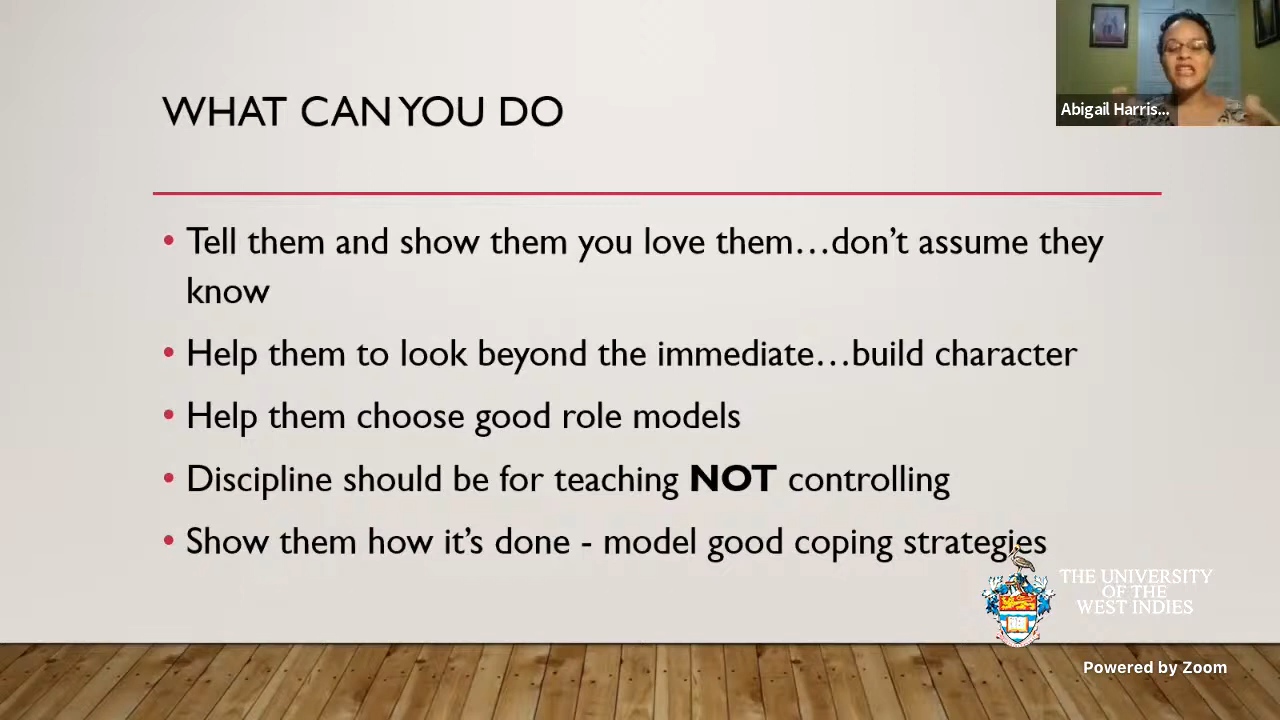 WHAT CAN YOU DO
Abigail Harris...
• Tell them and show them you love them…don’t assume they
know
• Help them to look beyond the immediate…build character
• Help them choose good role models
• Discipline should be for teaching NOT controlling
• Show them how it’s done - model good coping strategies
THE UNIVERSITY
OF THE
WEST INDIES
Powered by Zoom